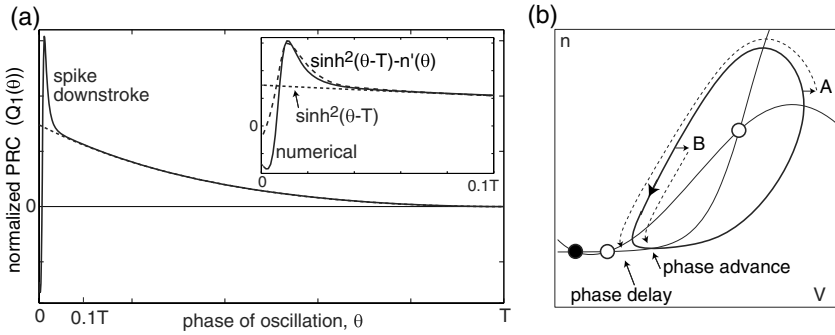 (a)
normalized PRC (Q1(θ))
spike
downstroke
sinh²(θ-T)-n'(θ)
sinh²(θ-T)
numerical
0
0
0.1T
0
0
0.1T
phase of oscillation, θ
T
(b)
n
A
B
phase advance
phase delay
V